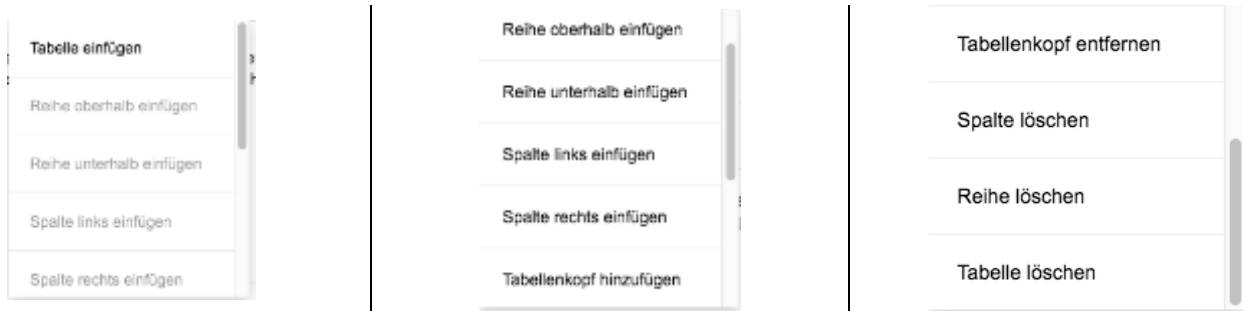 Tabelle einfügen
Reihe oberhalb einfügen
Reihe unterhalb einfügen
Spalte links einfügen
Spalte rechts einfügen
Reihe oberhalb einfügen
Reihe unterhalb einfügen
Spalte links einfügen
Spalte rechts einfügen
Tabellenkopf hinzufügen
Tabellenkopf entfernen
Spalte löschen
Reihe löschen
Tabelle löschen